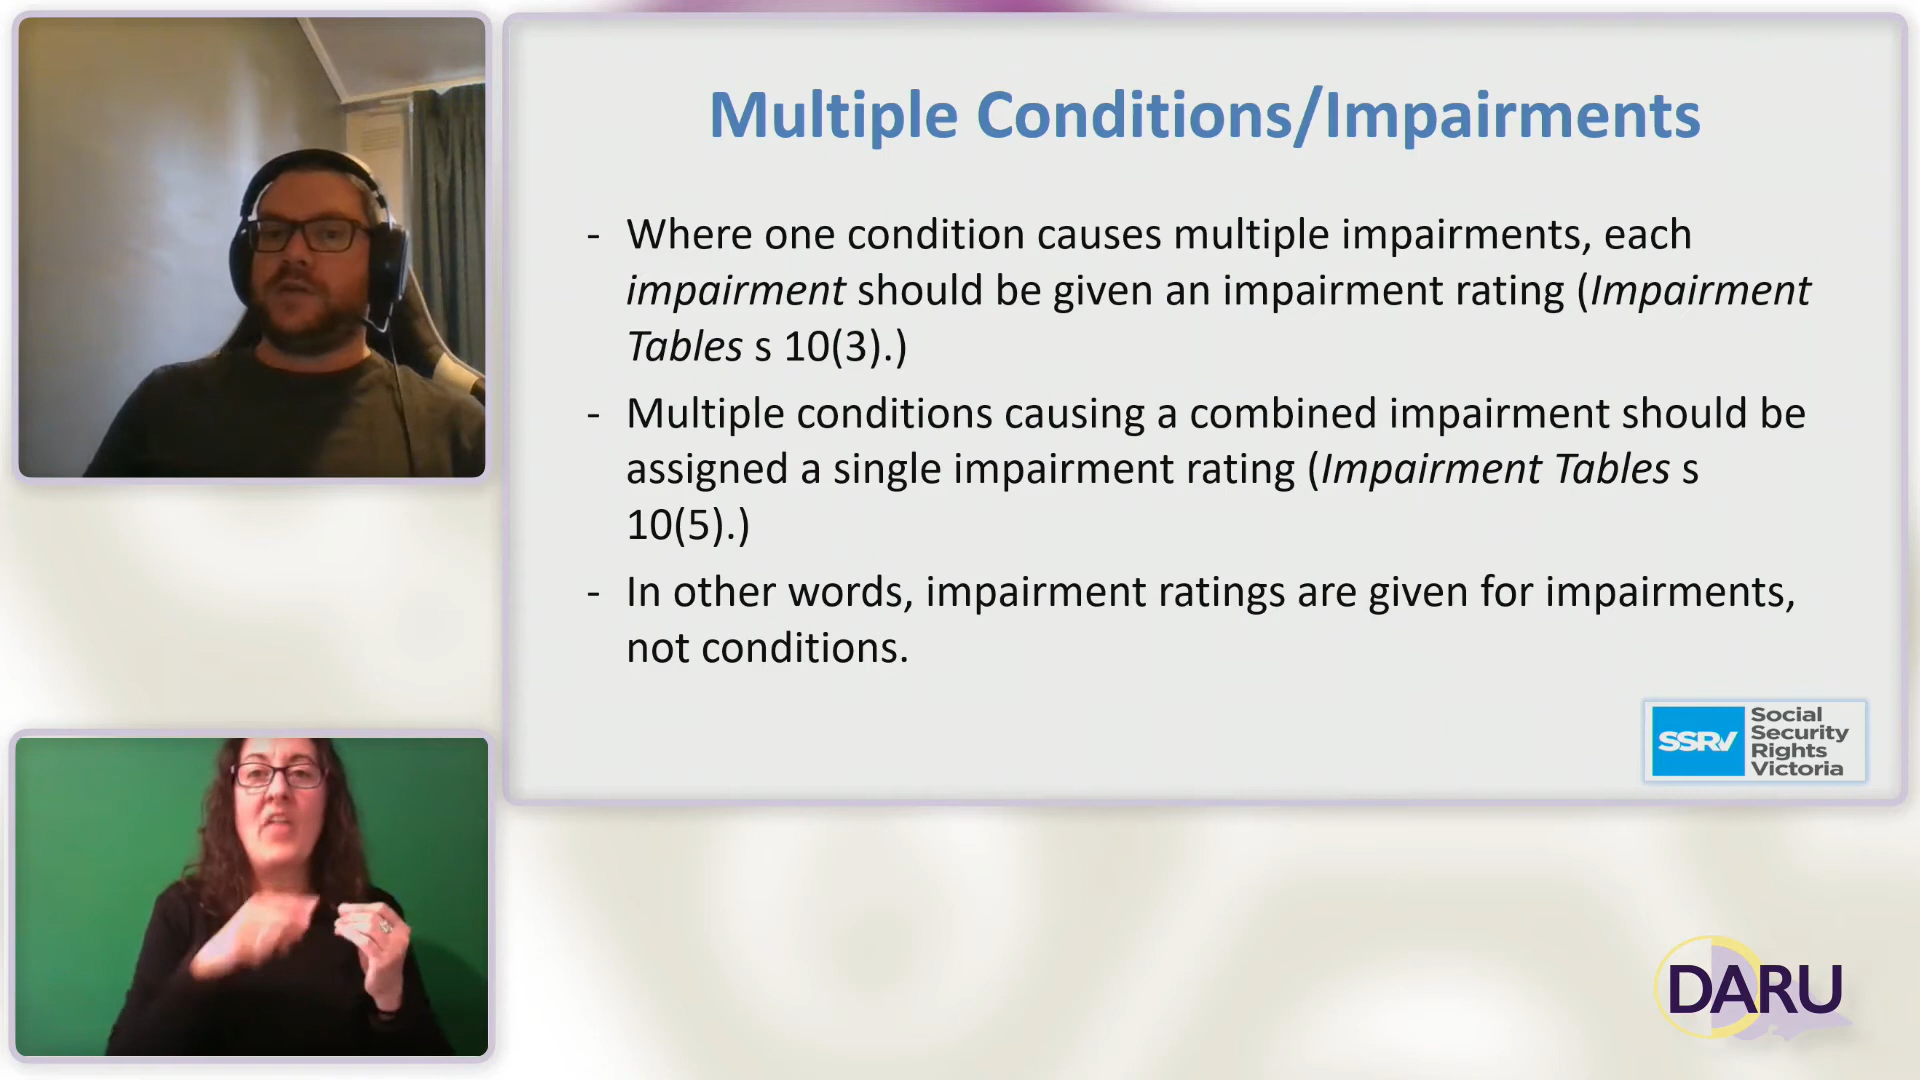 Multiple Conditions/Impairments
- Where one condition causes multiple impairments, each
impairment should be given an impairment rating (Impairment
Tables s 10(3).)
- Multiple conditions causing a combined impairment should be
assigned a single impairment rating (Impairment Tables s
10(5).)
- In other words, impairment ratings are given for impairments,
not conditions.
SSRV
Social
Security
Rights
Victoria
DARU